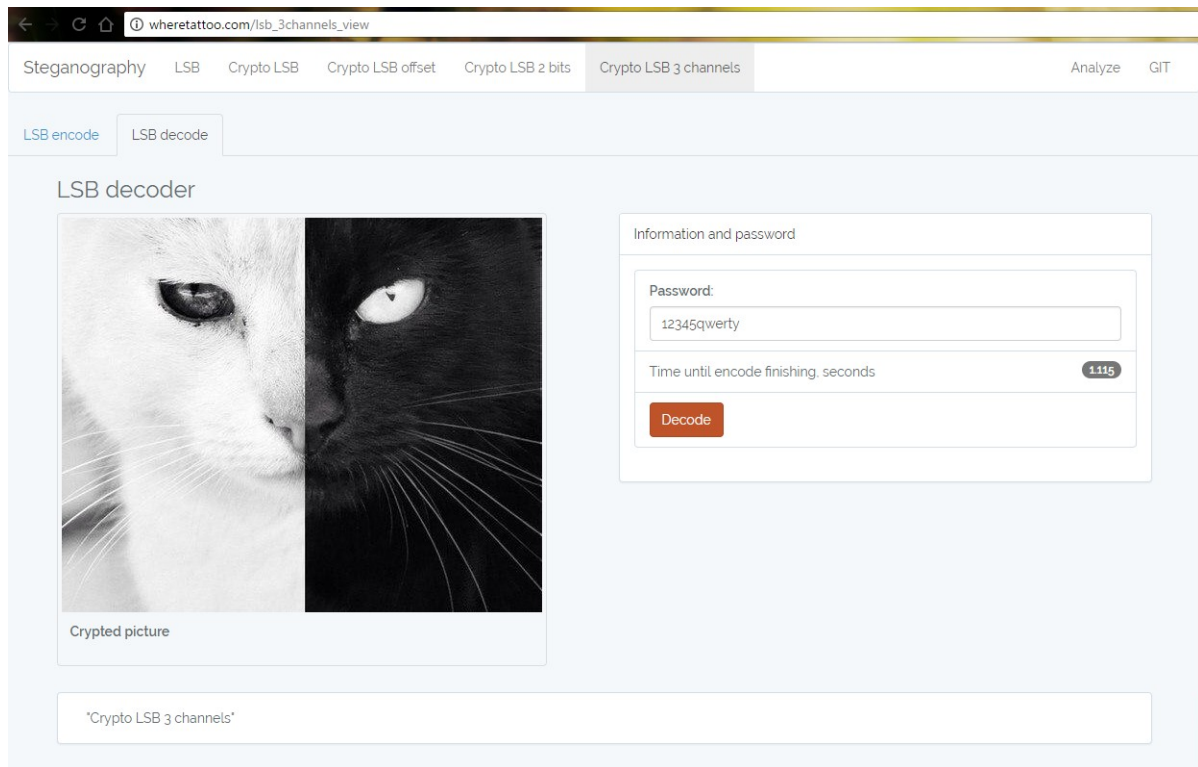 wheretattoo.com/lsb_3channels_view
Steganography LSB Crypto LSB Crypto LSB offset Crypto LSB 2 bits Crypto LSB 3 channels Analyze GIT
LSB encode LSB decode
LSB decoder
Information and password
Password:
12345qwerty
Time until encode finishing, seconds 1.115
Decode
Crypted picture
"Crypto LSB 3 channels"